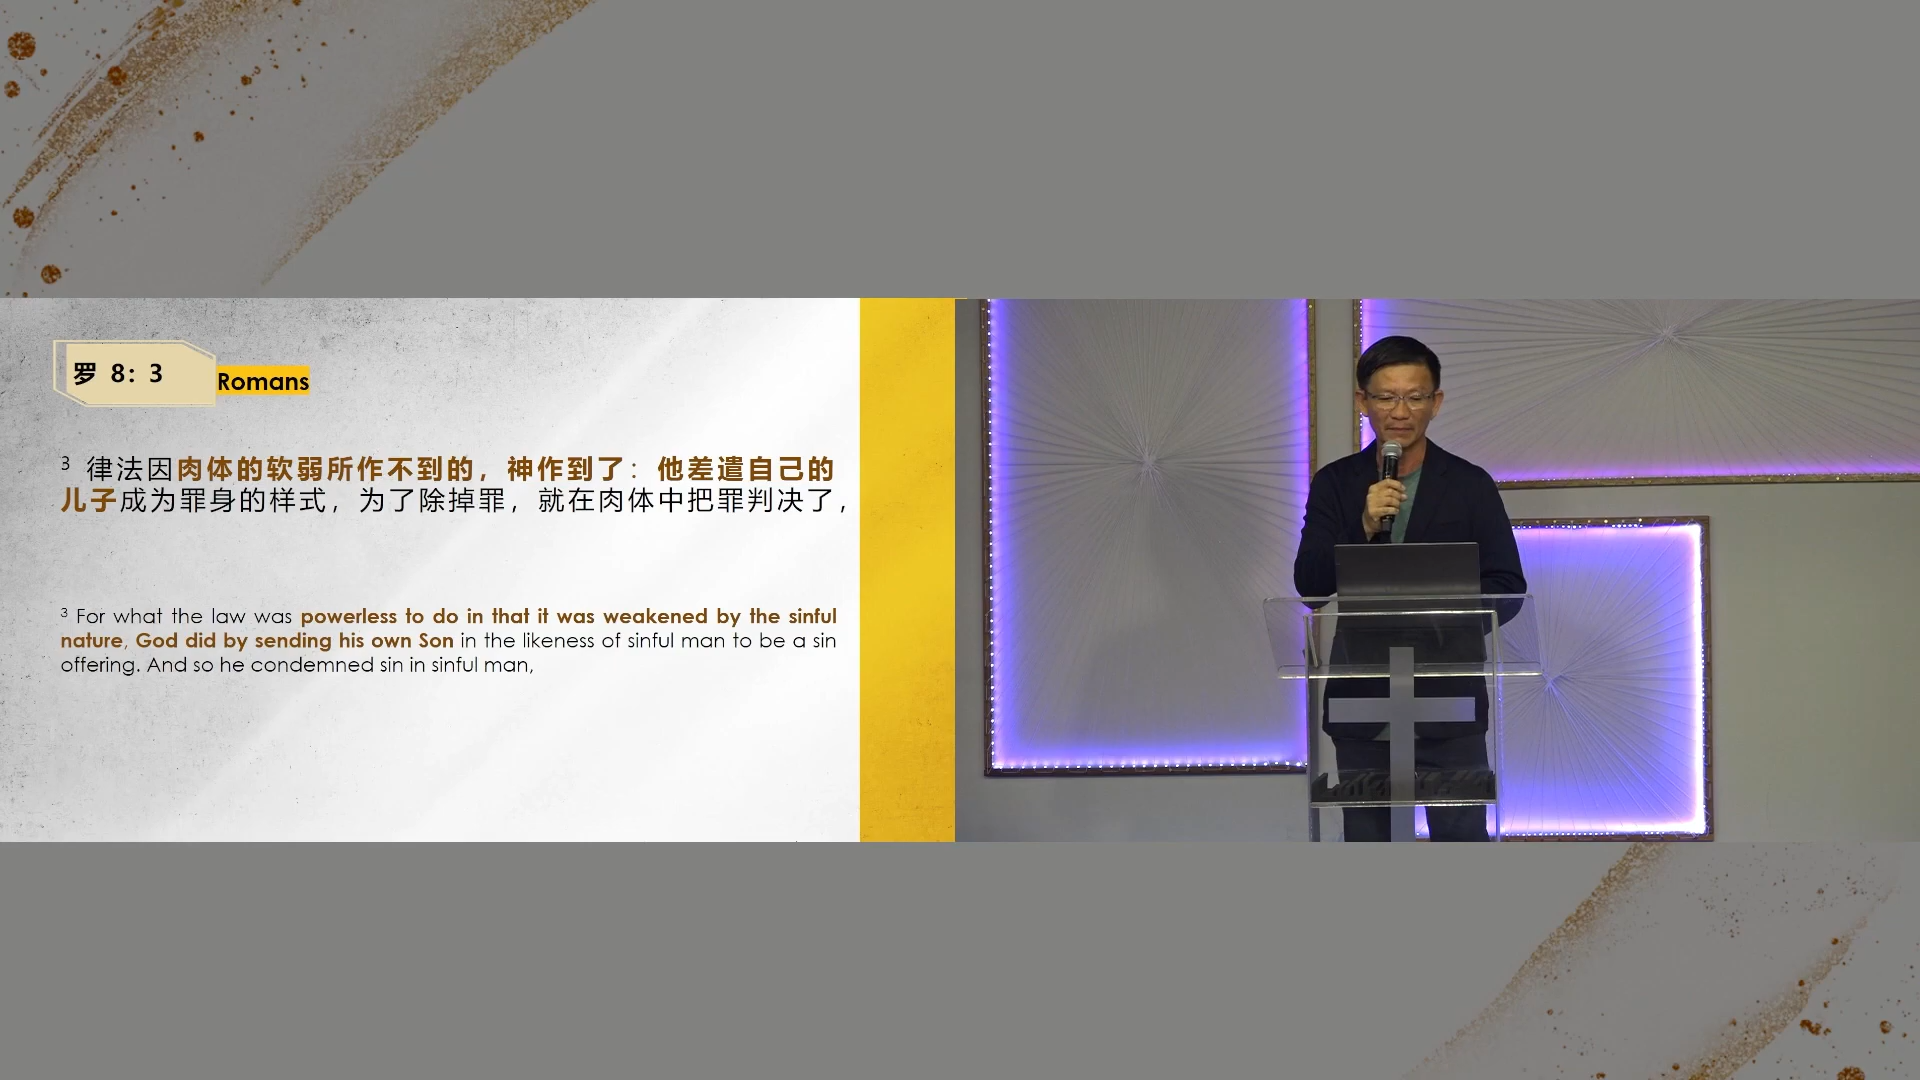 罗 8: 3
Romans
3 律法因肉体的软弱所作不到的，神作到了：他差遣自己的
儿子成为罪身的样式，为了除掉罪，就在肉体中把罪判决了，
3 For what the law was powerless to do in that it was weakened by the sinful
nature, God did by sending his own Son in the likeness of sinful man to be a sin
offering. And so he condemned sin in sinful man,